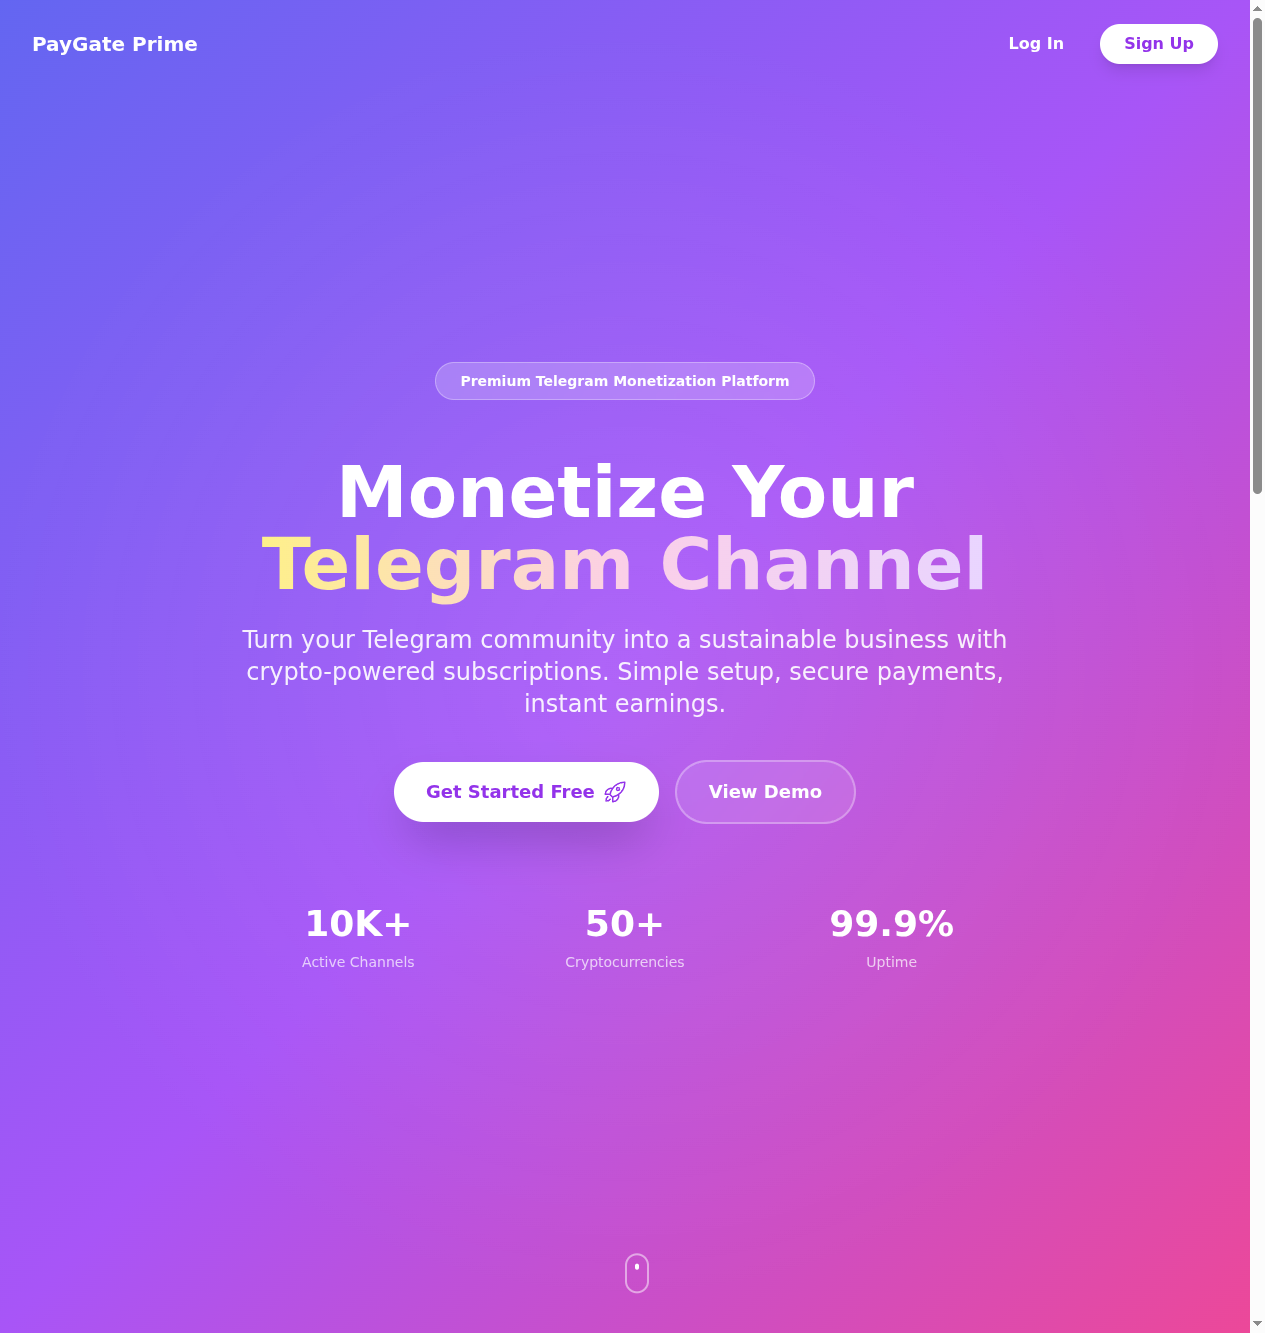 PayGate Prime
Log In
Sign Up
Premium Telegram Monetization Platform
Monetize Your
Telegram Channel
Turn your Telegram community into a sustainable business with
crypto-powered subscriptions. Simple setup, secure payments,
instant earnings.
Get Started Free
View Demo
10K+
Active Channels
50+
Cryptocurrencies
99.9%
Uptime